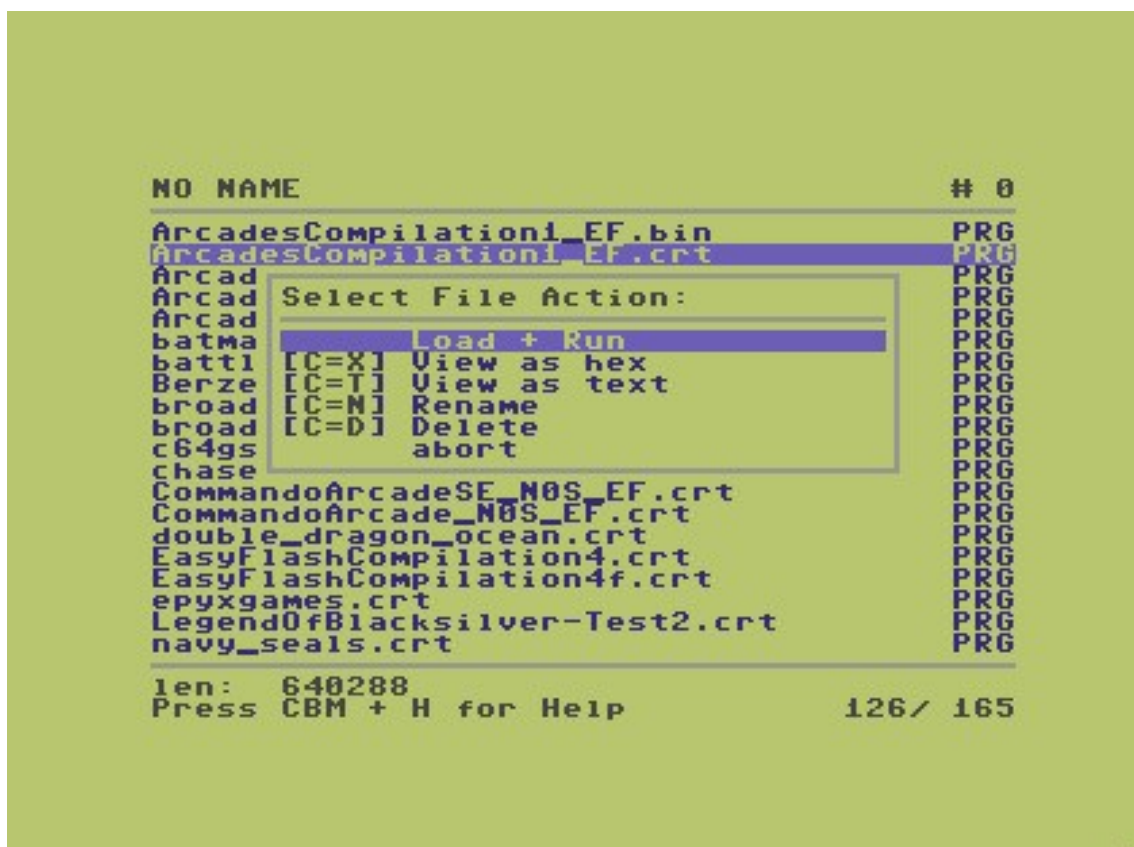 NO NAME # 0
ArcadesCompilation1_EF.bin PRG
ArcadesCompilation1_EF.crt PRG
Arcad PRG
Arcad Select File Action: PRG
Arcad PRG
batma Load + Run PRG
battl [C=X] View as hex PRG
Berze [C=T] View as text PRG
broad [C=N] Rename PRG
broad [C=D] Delete PRG
c64gs abort PRG
chase PRG
CommandoArcadeSE_N0S_EF.crt PRG
CommandoArcade_N0S_EF.crt PRG
double_dragon_ocean.crt PRG
EasyFlashCompilation4.crt PRG
EasyFlashCompilation4f.crt PRG
epyxgames.crt PRG
LegendOfBlacksilver-Test2.crt PRG
navy_seals.crt PRG
len: 640288
Press CBM + H for Help 126/ 165